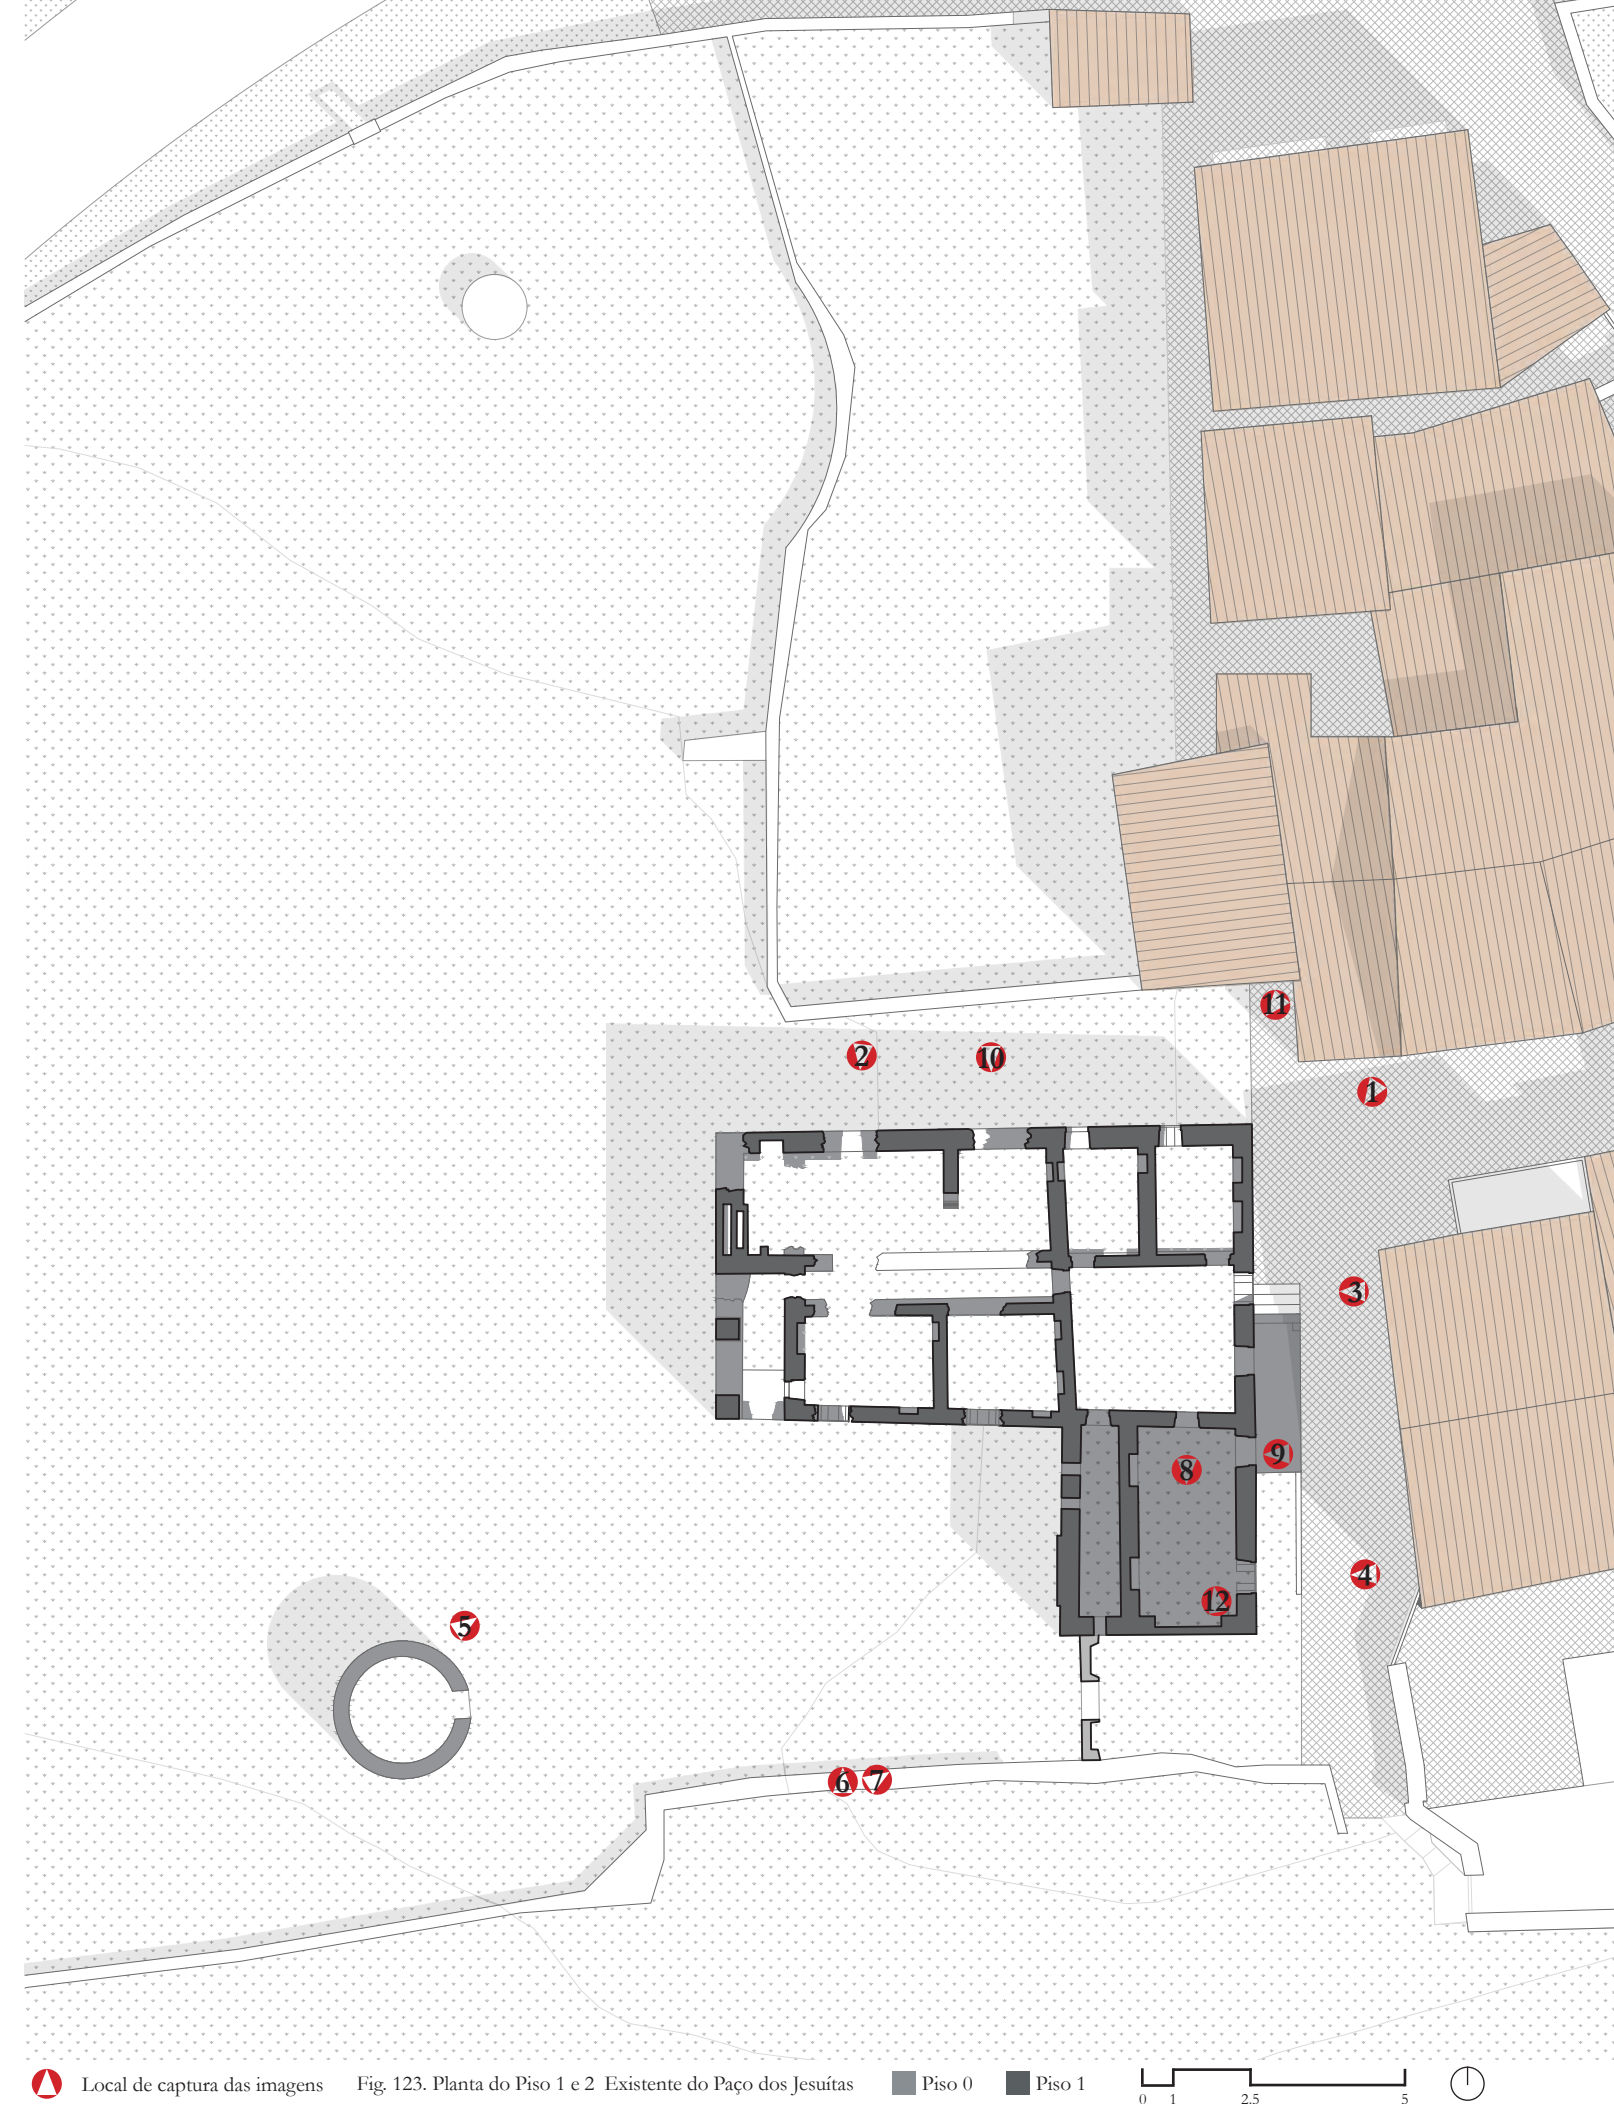 11
2
10
1
3
9
8
4
12
5
6
7
Local de captura das imagens
Fig. 123. Planta do Piso 1 e 2 Existente do Paço dos Jesuítas
Piso 0
Piso 1
0 1 2.5 5